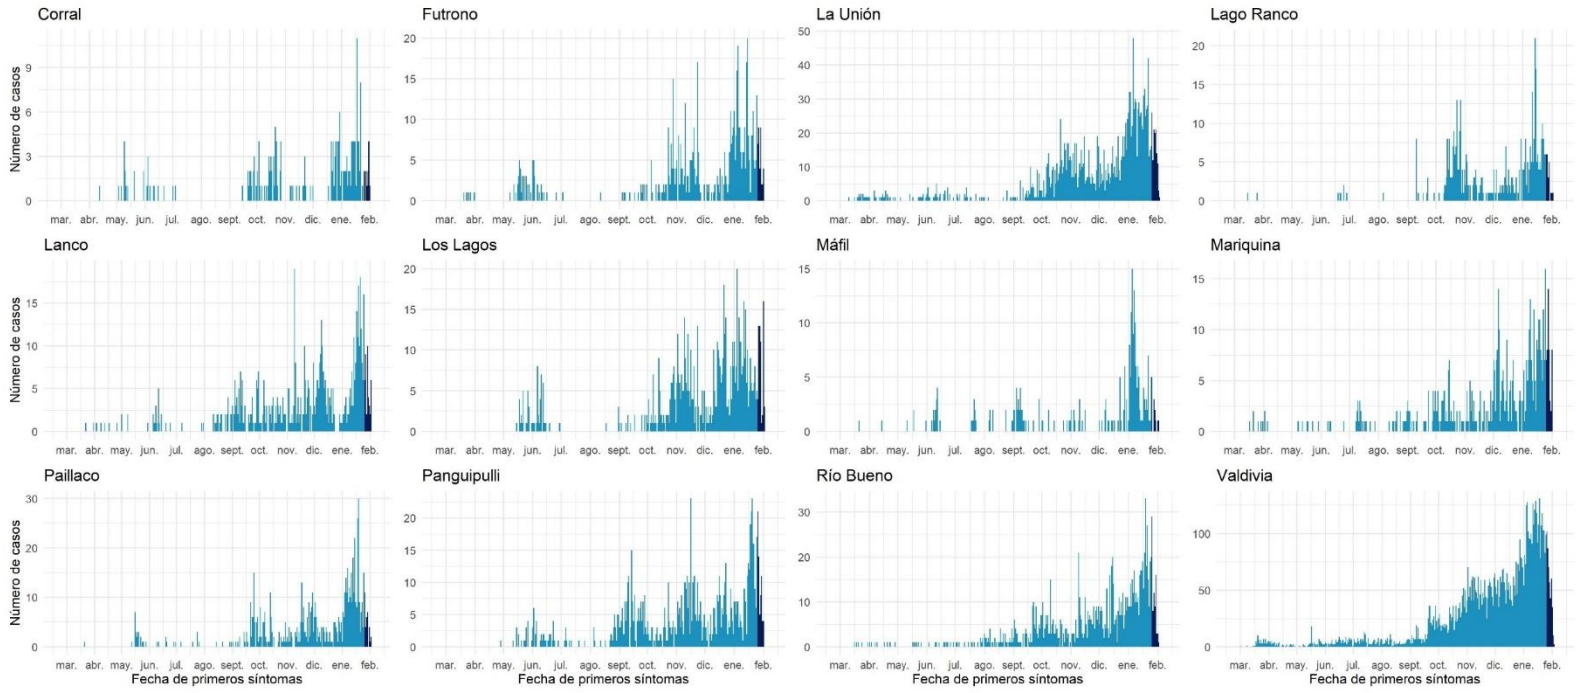 Corral
Futrono
La Unión
Lago Ranco
Número de casos
9
6
3
0
20
15
10
5
0
50
40
30
20
10
0
20
15
10
5
0
mar. abr. may. jun. jul. ago. sept. oct. nov. dic. ene. feb.
mar. abr. may. jun. jul. ago. sept. oct. nov. dic. ene. feb.
mar. abr. may. jun. jul. ago. sept. oct. nov. dic. ene. feb.
mar. abr. may. jun. jul. ago. sept. oct. nov. dic. ene. feb.
Lanco
Los Lagos
Máfil
Mariquina
Número de casos
15
10
5
0
20
15
10
5
0
15
10
5
0
15
10
5
0
mar. abr. may. jun. jul. ago. sept. oct. nov. dic. ene. feb.
mar. abr. may. jun. jul. ago. sept. oct. nov. dic. ene. feb.
mar. abr. may. jun. jul. ago. sept. oct. nov. dic. ene. feb.
mar. abr. may. jun. jul. ago. sept. oct. nov. dic. ene. feb.
Paillaco
Panguipulli
Río Bueno
Valdivia
Número de casos
30
20
10
0
20
15
10
5
0
30
20
10
0
100
50
0
mar. abr. may. jun. jul. ago. sept. oct. nov. dic. ene. feb.
mar. abr. may. jun. jul. ago. sept. oct. nov. dic. ene. feb.
mar. abr. may. jun. jul. ago. sept. oct. nov. dic. ene. feb.
mar. abr. may. jun. jul. ago. sept. oct. nov. dic. ene. feb.
Fecha de primeros síntomas
Fecha de primeros síntomas
Fecha de primeros síntomas
Fecha de primeros síntomas